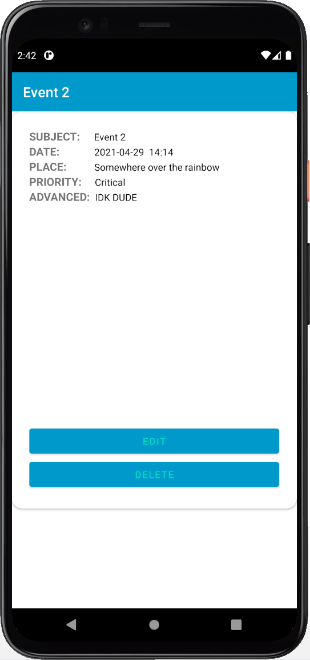 2:42
Event 2
SUBJECT: Event 2
DATE: 2021-04-29 14:14
PLACE: Somewhere over the rainbow
PRIORITY: Critical
ADVANCED: IDK DUDE
EDIT
DELETE